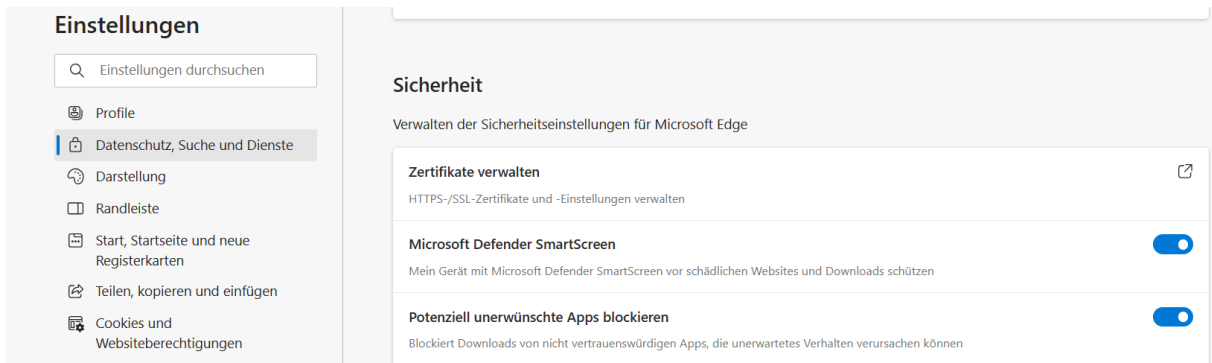 Einstellungen
Einstellungen durchsuchen
Profile
Datenschutz, Suche und Dienste
Darstellung
Randleiste
Start, Startseite und neue
Registerkarten
Teilen, kopieren und einfügen
Cookies und
Websiteberechtigungen
Sicherheit
Verwalten der Sicherheitseinstellungen für Microsoft Edge
Zertifikate verwalten
HTTPS-/SSL-Zertifikate und -Einstellungen verwalten
Microsoft Defender SmartScreen
Mein Gerät mit Microsoft Defender SmartScreen vor schädlichen Websites und Downloads schützen
Potenziell unerwünschte Apps blockieren
Blockiert Downloads von nicht vertrauenswürdigen Apps, die unerwartetes Verhalten verursachen können